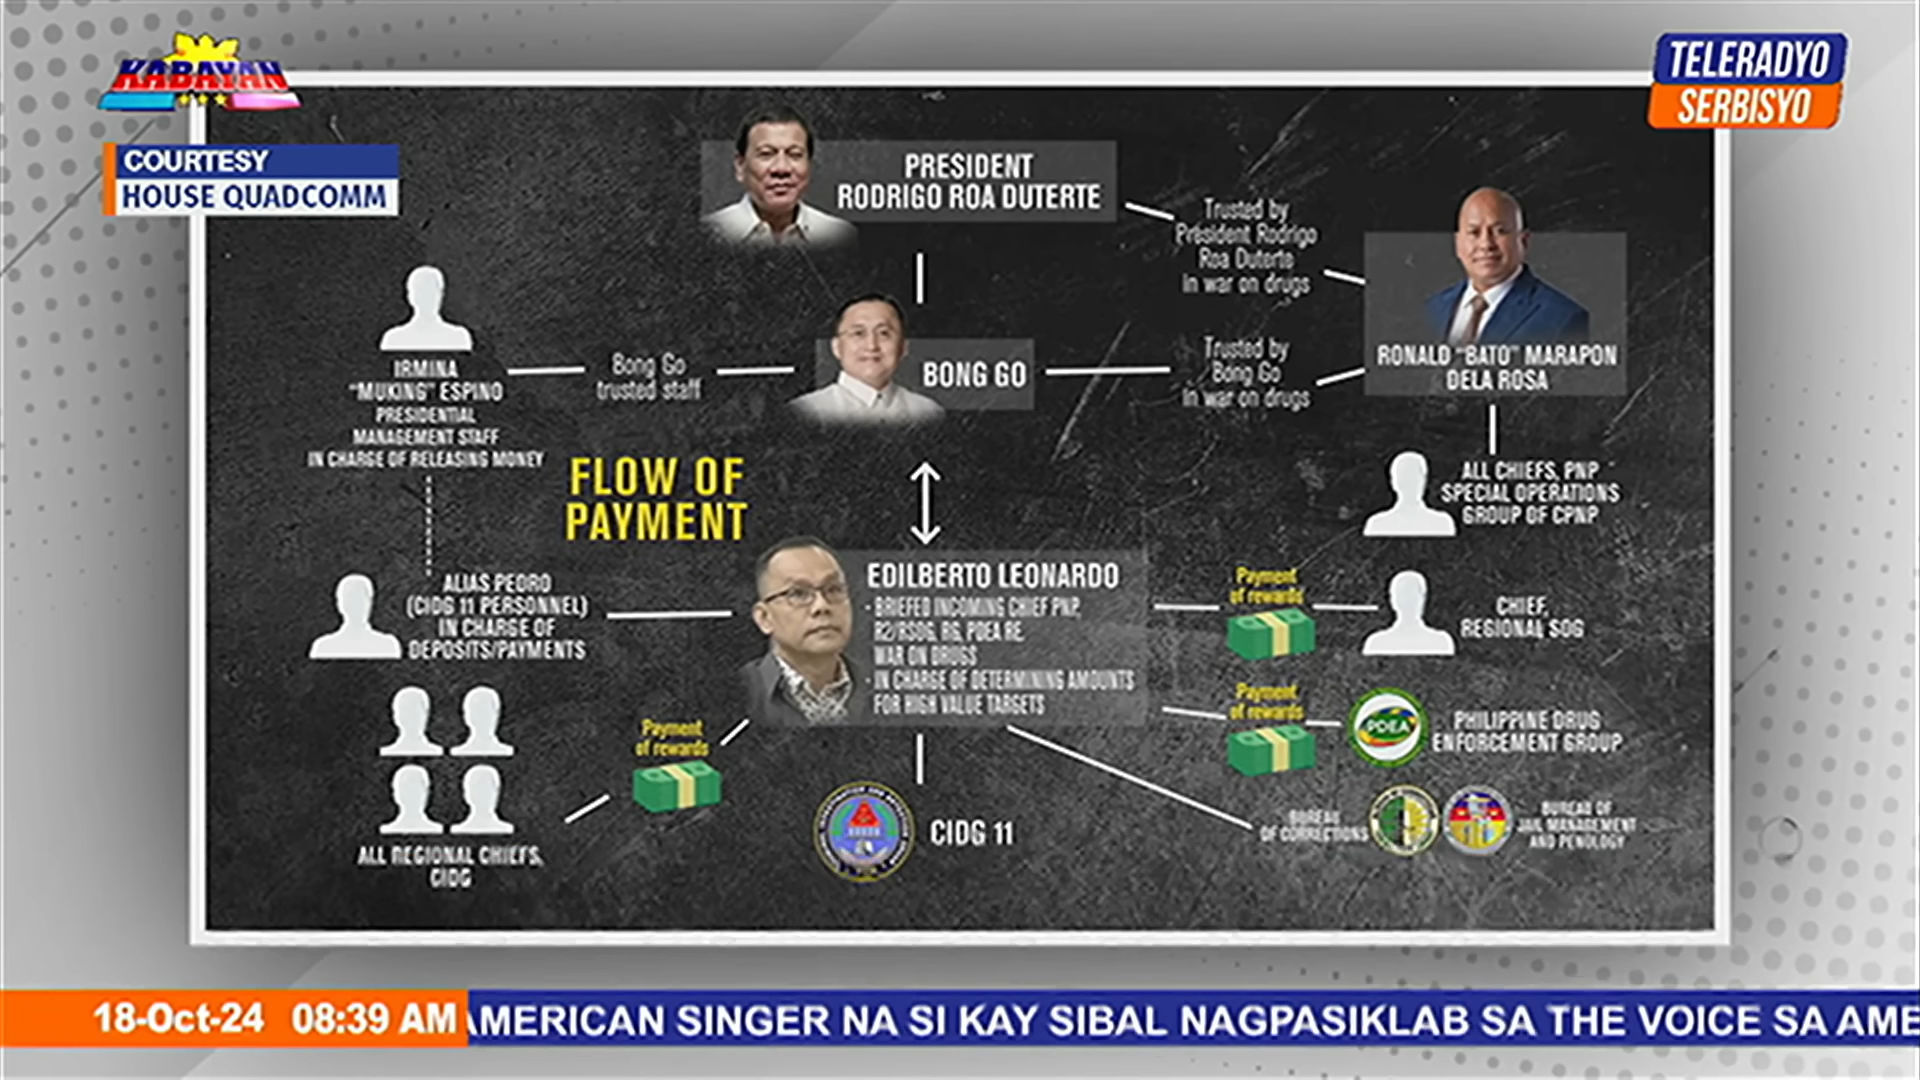 KABAYAN
TELERADYO
SERBISYO
COURTESY
HOUSE QUADCOMM
PRESIDENT
RODRIGO ROA DUTERTE
Trusted by
President Rodrigo
Roa Duterte
in war on drugs
RONALD "BATO" MARAPON
DELA ROSA
IRMINA
"MUKING" ESPINO
PRESIDENTIAL
MANAGEMENT STAFF
IN CHARGE OF RELEASING MONEY
Bong Go
trusted staff
BONG GO
Trusted by
Bong Go
in war on drugs
FLOW OF
PAYMENT
ALL CHIEFS, PNP
SPECIAL OPERATIONS
GROUP OF CPNP
ALIAS PEDRO
(CIDG 11 PERSONNEL)
IN CHARGE OF
DEPOSITS/PAYMENTS
EDILBERTO LEONARDO
- BRIEFED INCOMING CHIEF PNP,
R2/RSOG, RG, PDEA RE,
WAR ON DRUGS
- IN CHARGE OF DETERMINING AMOUNTS
FOR HIGH VALUE TARGETS
Payment
of rewards
CHIEF,
REGIONAL SOG
Payment
of rewards
PDEA
PHILIPPINE DRUG
ENFORCEMENT GROUP
Payment
of rewards
ALL REGIONAL CHIEFS,
CIDG
CIDG 11
BUREAU
OF CORRECTIONS
BUREAU OF
JAIL MANAGEMENT
AND PENOLOGY
18-Oct-24 08:39 AM
AMERICAN SINGER NA SI KAY SIBAL NAGPASIKLAB SA THE VOICE SA AME